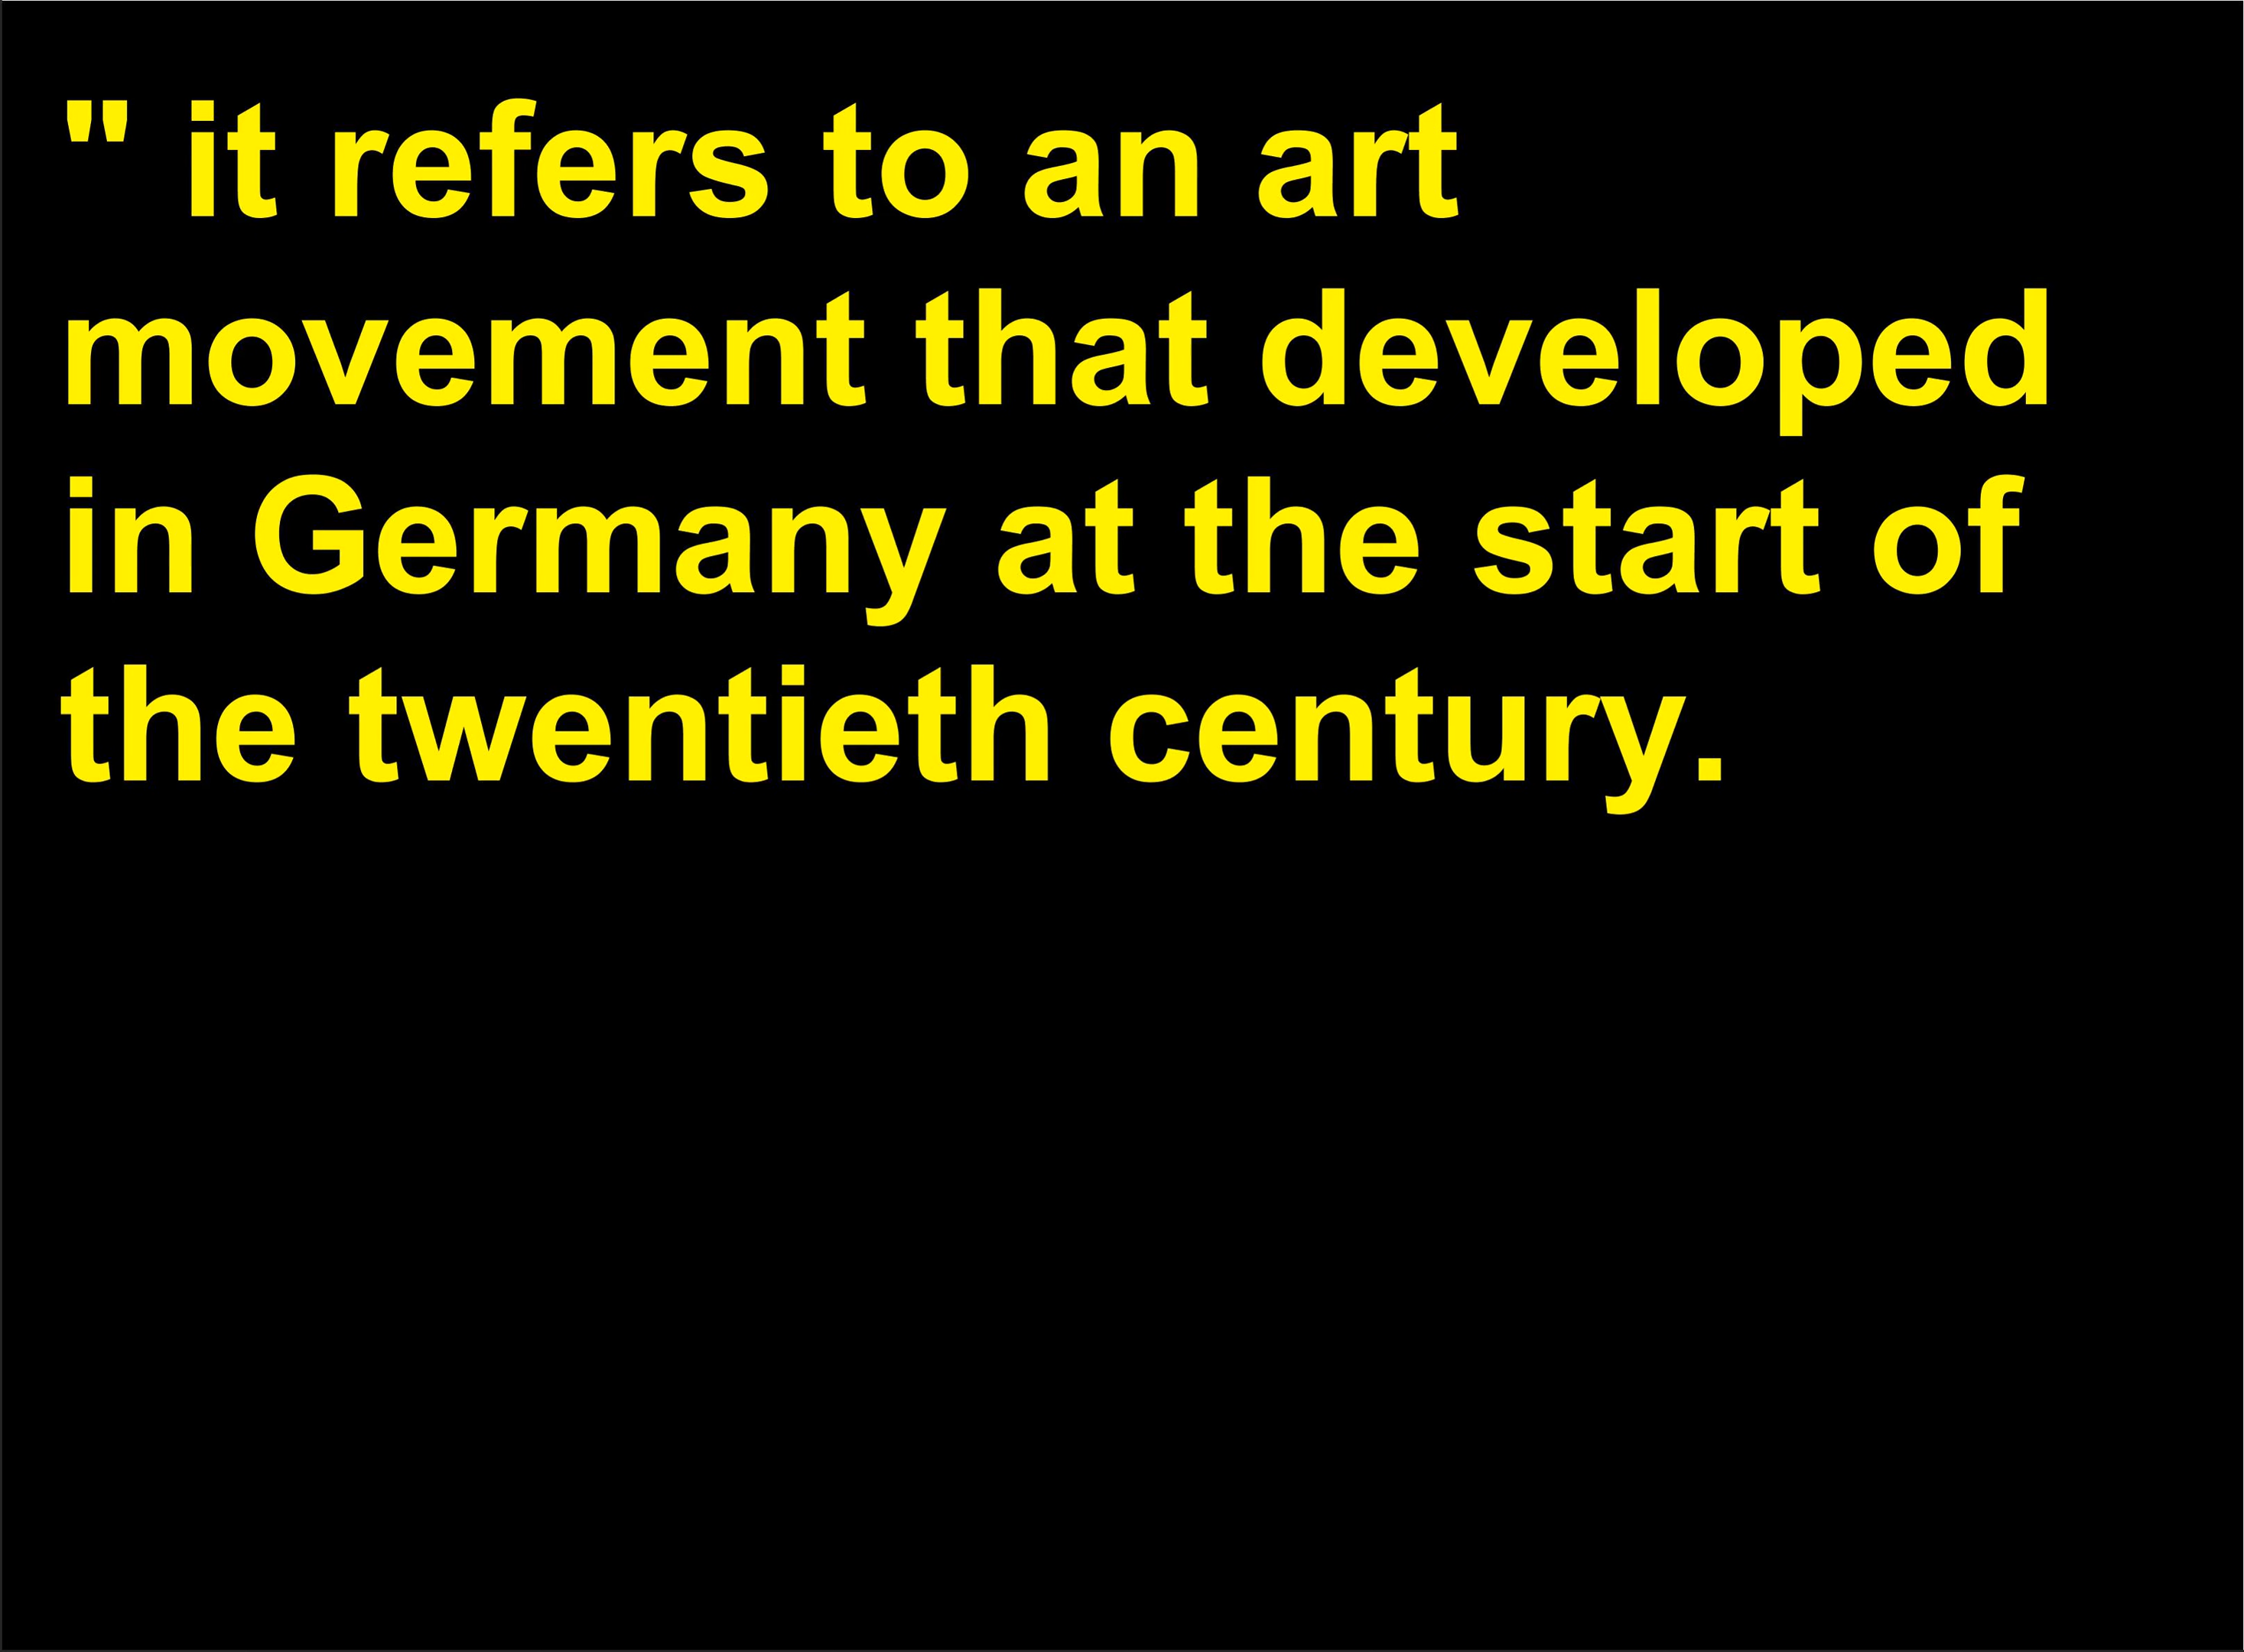 " it refers to an art
movement that developed
in Germany at the start of
the twentieth century.